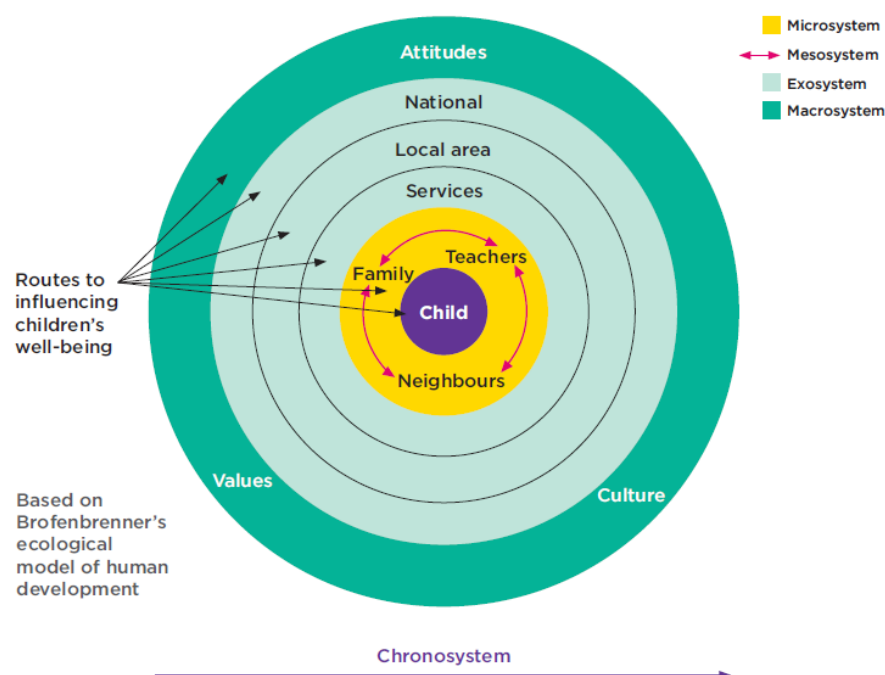 Attitudes
National
Local area
Services
Teachers
Family
Child
Neighbours
Values
Culture
Microsystem
Mesosystem
Exosystem
Macrosystem
Routes to
influencing
children's
well-being
Based on
Brofenbrenner's
ecological
model of human
development
Chronosystem